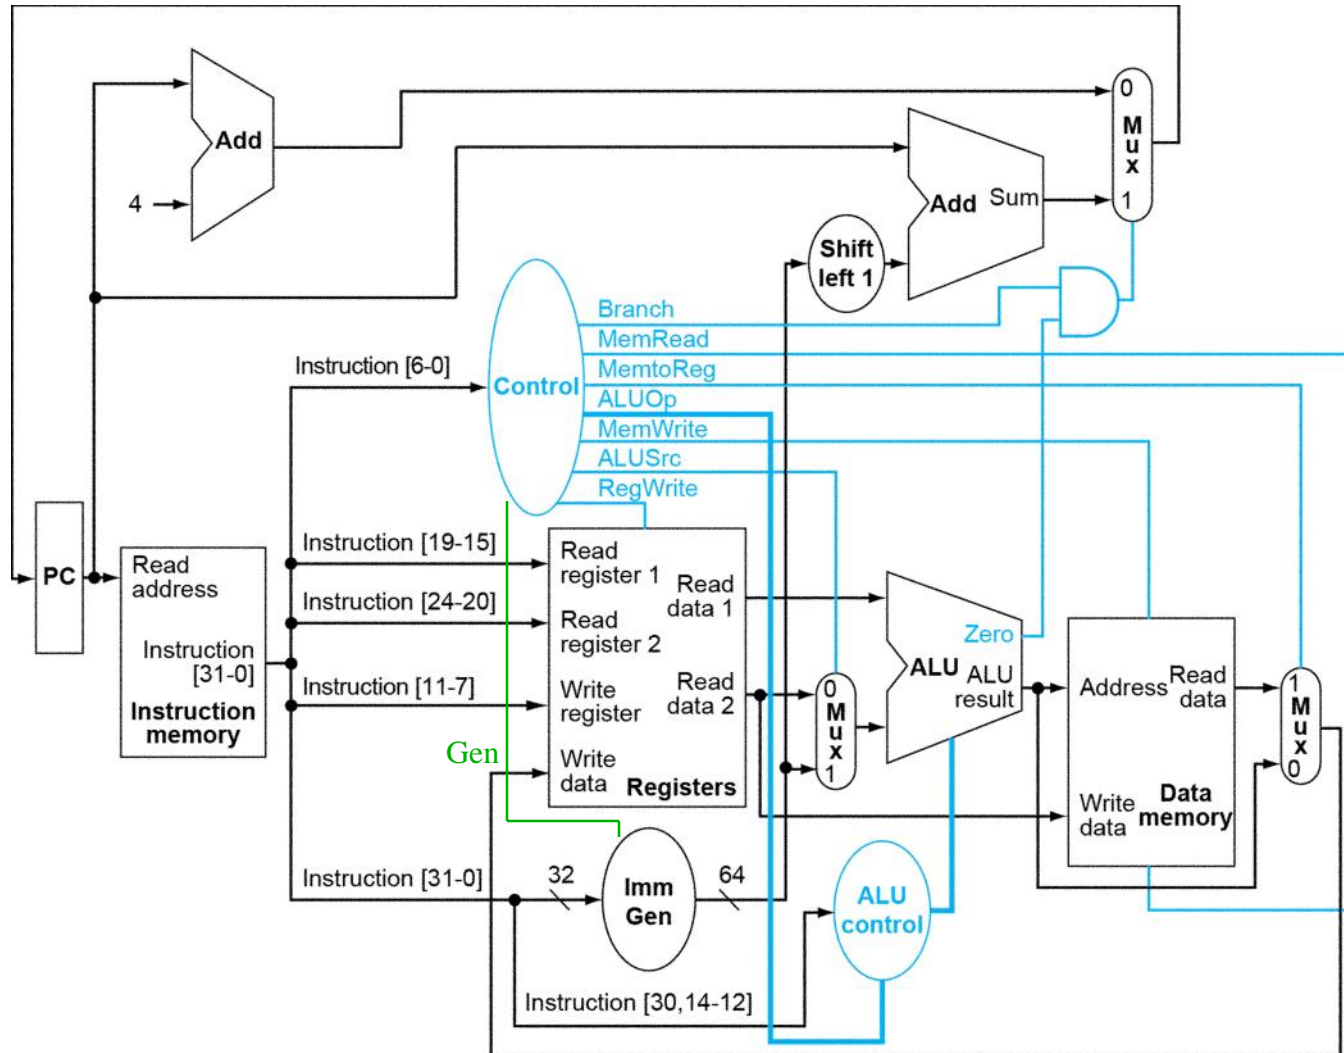 Add
4
0
Mux
1
Add Sum
Shift
left 1
Branch
MemRead
MemtoReg
ALUOp
MemWrite
ALUSrc
RegWrite
Control
Instruction [6-0]
Instruction [19-15]
Instruction [24-20]
Instruction [11-7]
Instruction [31-0]
Instruction [30,14-12]
PC
Read
address
Instruction
[31-0]
Instruction
memory
Read
register 1
Read
register 2
Write
register
Write
data
Read
data 1
Read
data 2
Registers
Gen
32
Imm
Gen
64
0
Mux
1
Zero
ALU
ALU
result
ALU
control
Address
Read
data
Write
data
Data
memory
1
Mux
0